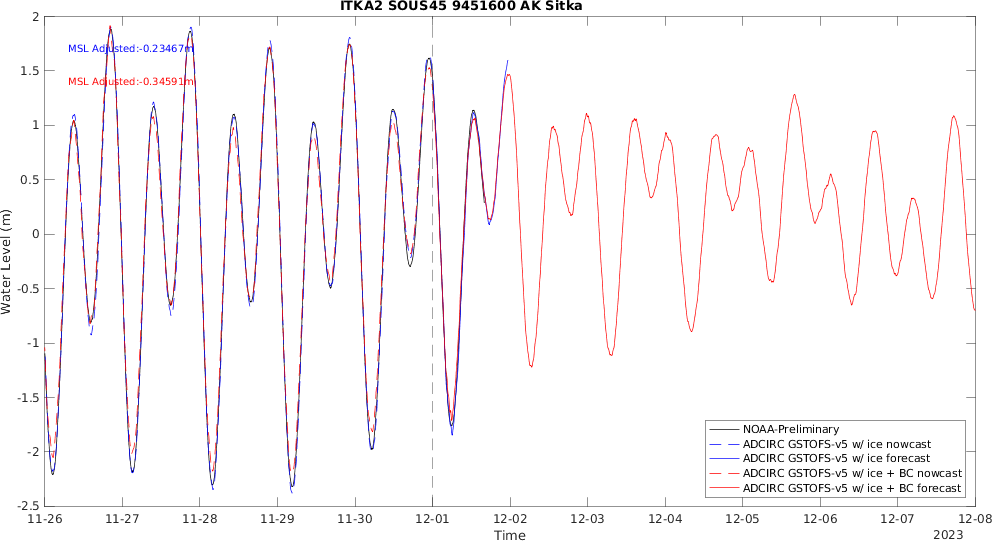 ITKA2 SOUS45 9451600 AK Sitka
MSL Adjusted:-0.23467m
MSL Adjusted:-0.34591m
2
1.5
1
0.5
0
-0.5
-1
-1.5
-2
-2.5
Water Level (m)
NOAA-Preliminary
ADCIRC GSTOFS-v5 w/ ice nowcast
ADCIRC GSTOFS-v5 w/ ice forecast
ADCIRC GSTOFS-v5 w/ ice + BC nowcast
ADCIRC GSTOFS-v5 w/ ice + BC forecast
11-26 11-27 11-28 11-29 11-30 12-01 12-02 12-03 12-04 12-05 12-06 12-07 12-08
Time
2023